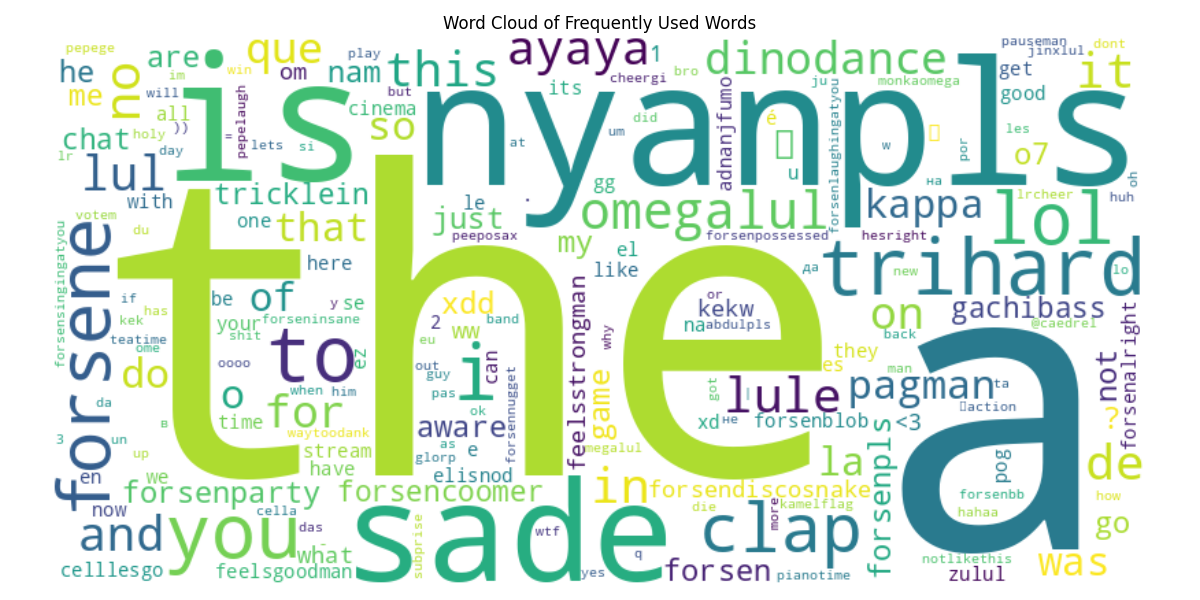 Word Cloud of Frequently Used Words
pepege are que play nam this ayaya 1 dinodance pauseman dont jinxlul
he no im win om but cheergi bro get it
me will is cinema its monkaomega good
all pepelaugh so nyanpls did ju
chat holy )) = lets si at um adnanjfumo é w por les o7
lr day u forsenlaughingatyou на oh
lul tricklein gg kappa lrcheer huh
with le . omegalul lol
votem one that just my forsenpossessed hesright
du peeposax el
forsensingatyou forsene here like да trihard new lo
the
if be of y se xdd or kekw gachibass
has your forseninsane 2 ww band na abdulpls on @caedrel
kek shit eu why back
teatime ome to ez feelsstrongman they
do oooo i can out guy es man not forsenalright
da o when him pas game got lule pagman ta
time for ok forsennugget action
3 un в waytoodank aware xd не forsenblob <3 ?
up stream as e megalul
we have glorp la forsenpls pog de
en elisnod a
forsenparty forsencoomer in forsendiscosnake forsenbb how
now cella die more kamelflag hahaa go
and you das sade wtf clap
what - subprise q notlikethis was
celllesgo feelsgoodman yes forsen pianotime zulul